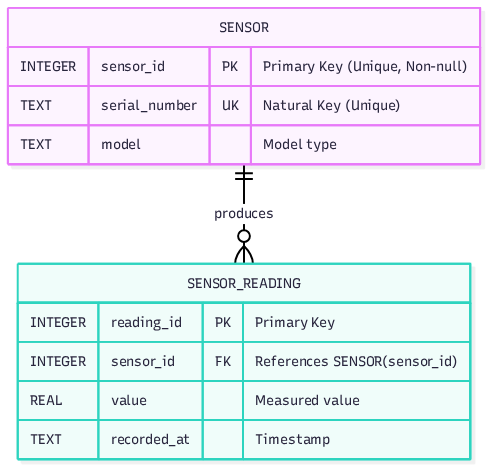 SENSOR
INTEGER sensor_id PK Primary Key (Unique, Non-null)
TEXT serial_number UK Natural Key (Unique)
TEXT model Model type
produces
SENSOR_READING
INTEGER reading_id PK Primary Key
INTEGER sensor_id FK References SENSOR(sensor_id)
REAL value Measured value
TEXT recorded_at Timestamp